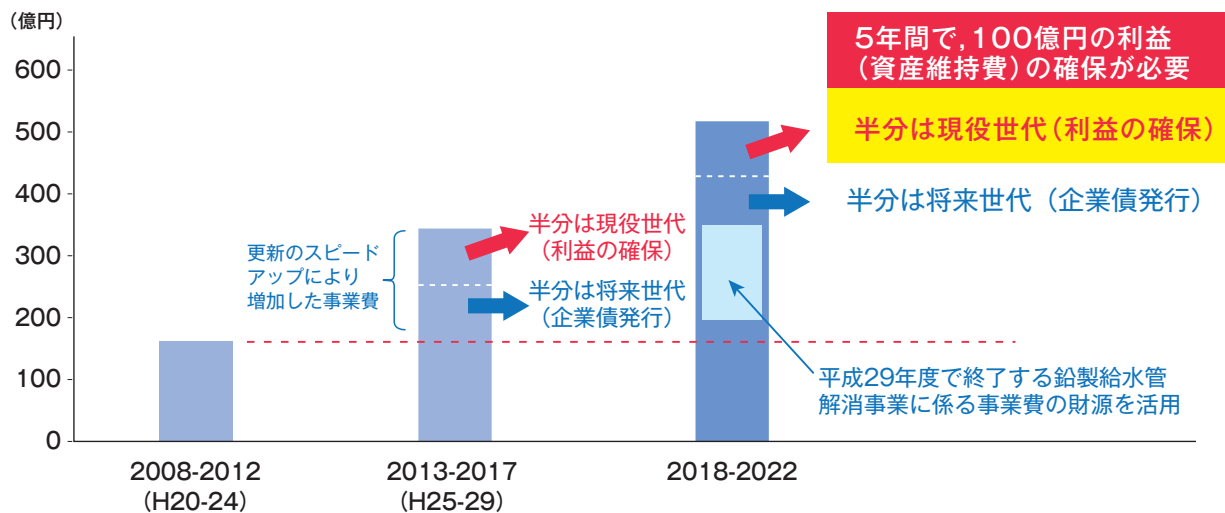 （億円）
600
500
400
300
200
100
0
5年間で,100億円の利益
（資産維持費）の確保が必要
半分は現役世代（利益の確保）
半分は将来世代（企業債発行）
更新のスピード
アップにより
増加した事業費
半分は現役世代
（利益の確保）
半分は将来世代
（企業債発行）
平成29年度で終了する鉛製給水管
解消事業に係る事業費の財源を活用
2008-2012
（H20-24）
2013-2017
（H25-29）
2018-2022